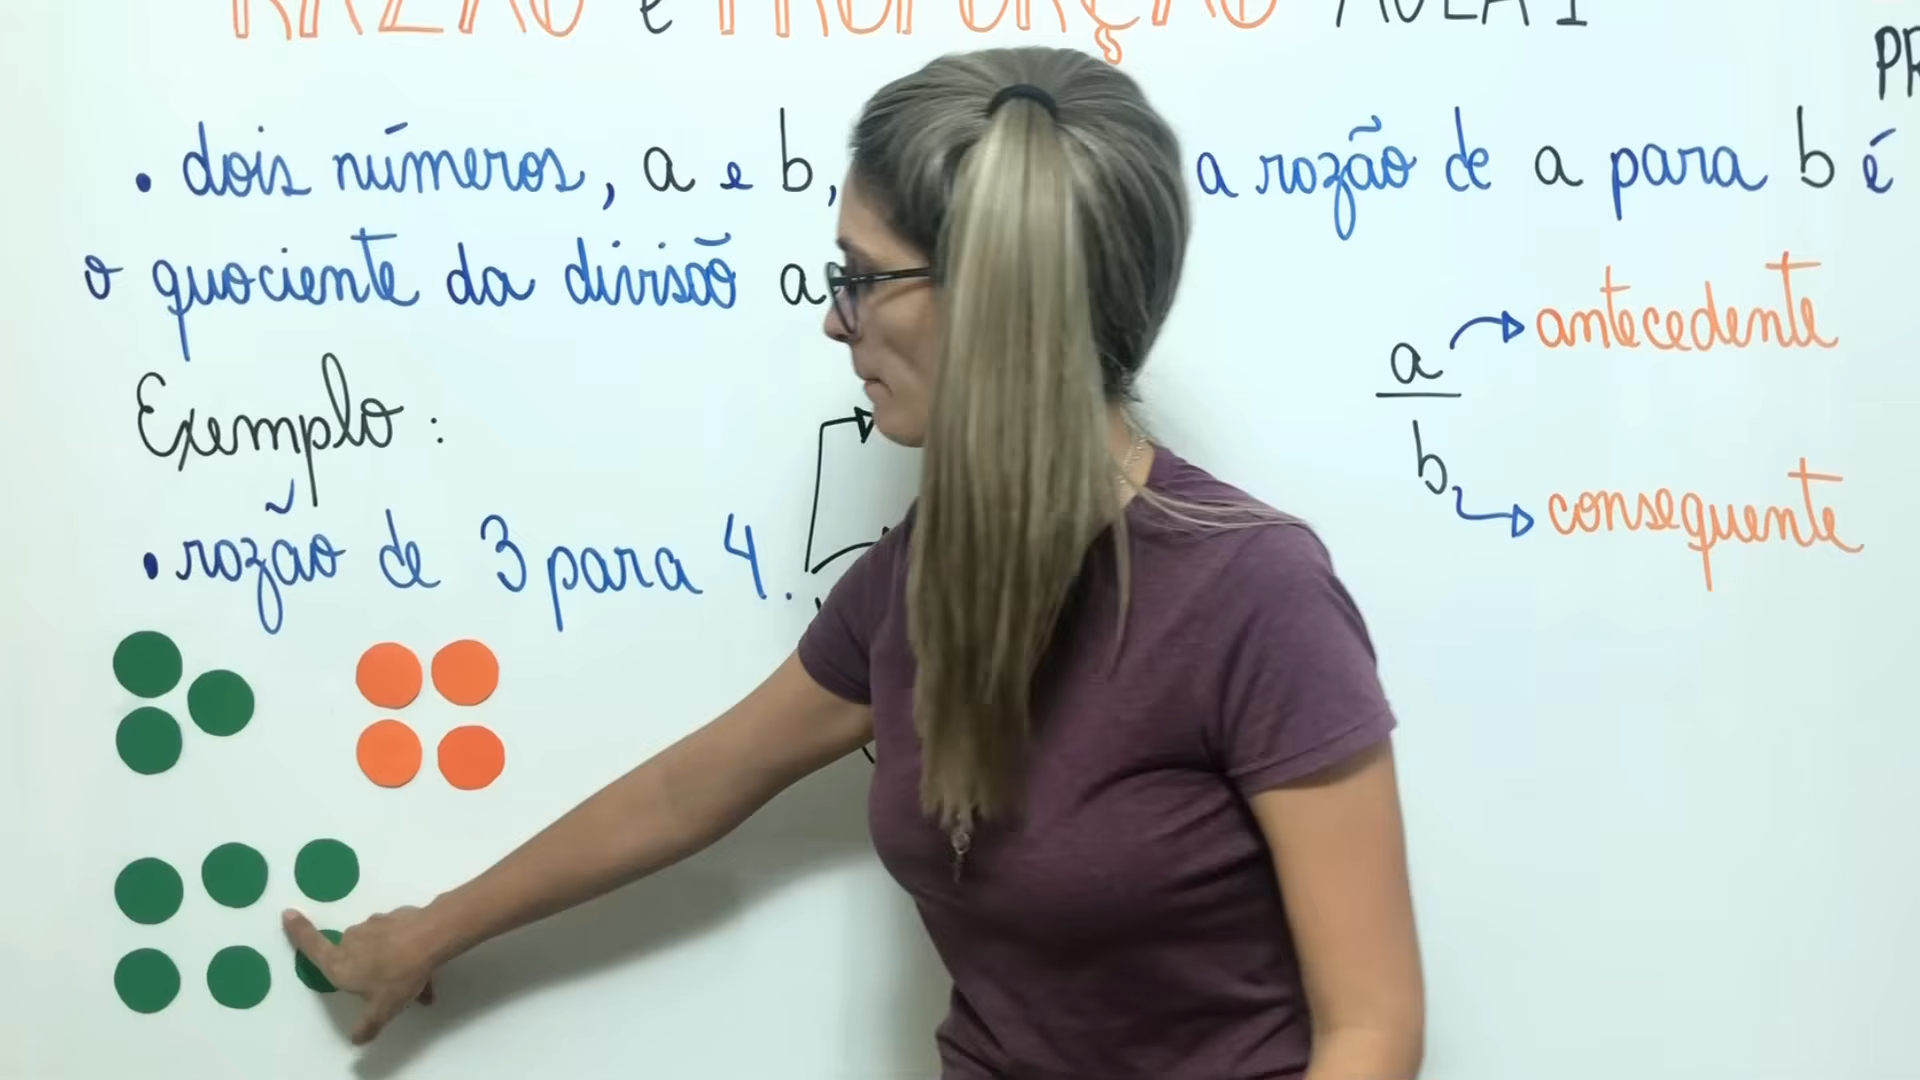 RAZÃO e PROPORÇÃO AULA 1
PR
• dois números, a e b, a razão de a para b é
o quociente da divisão a
a antecedente
b consequente
Exemplo:
• razão de 3 para 4.